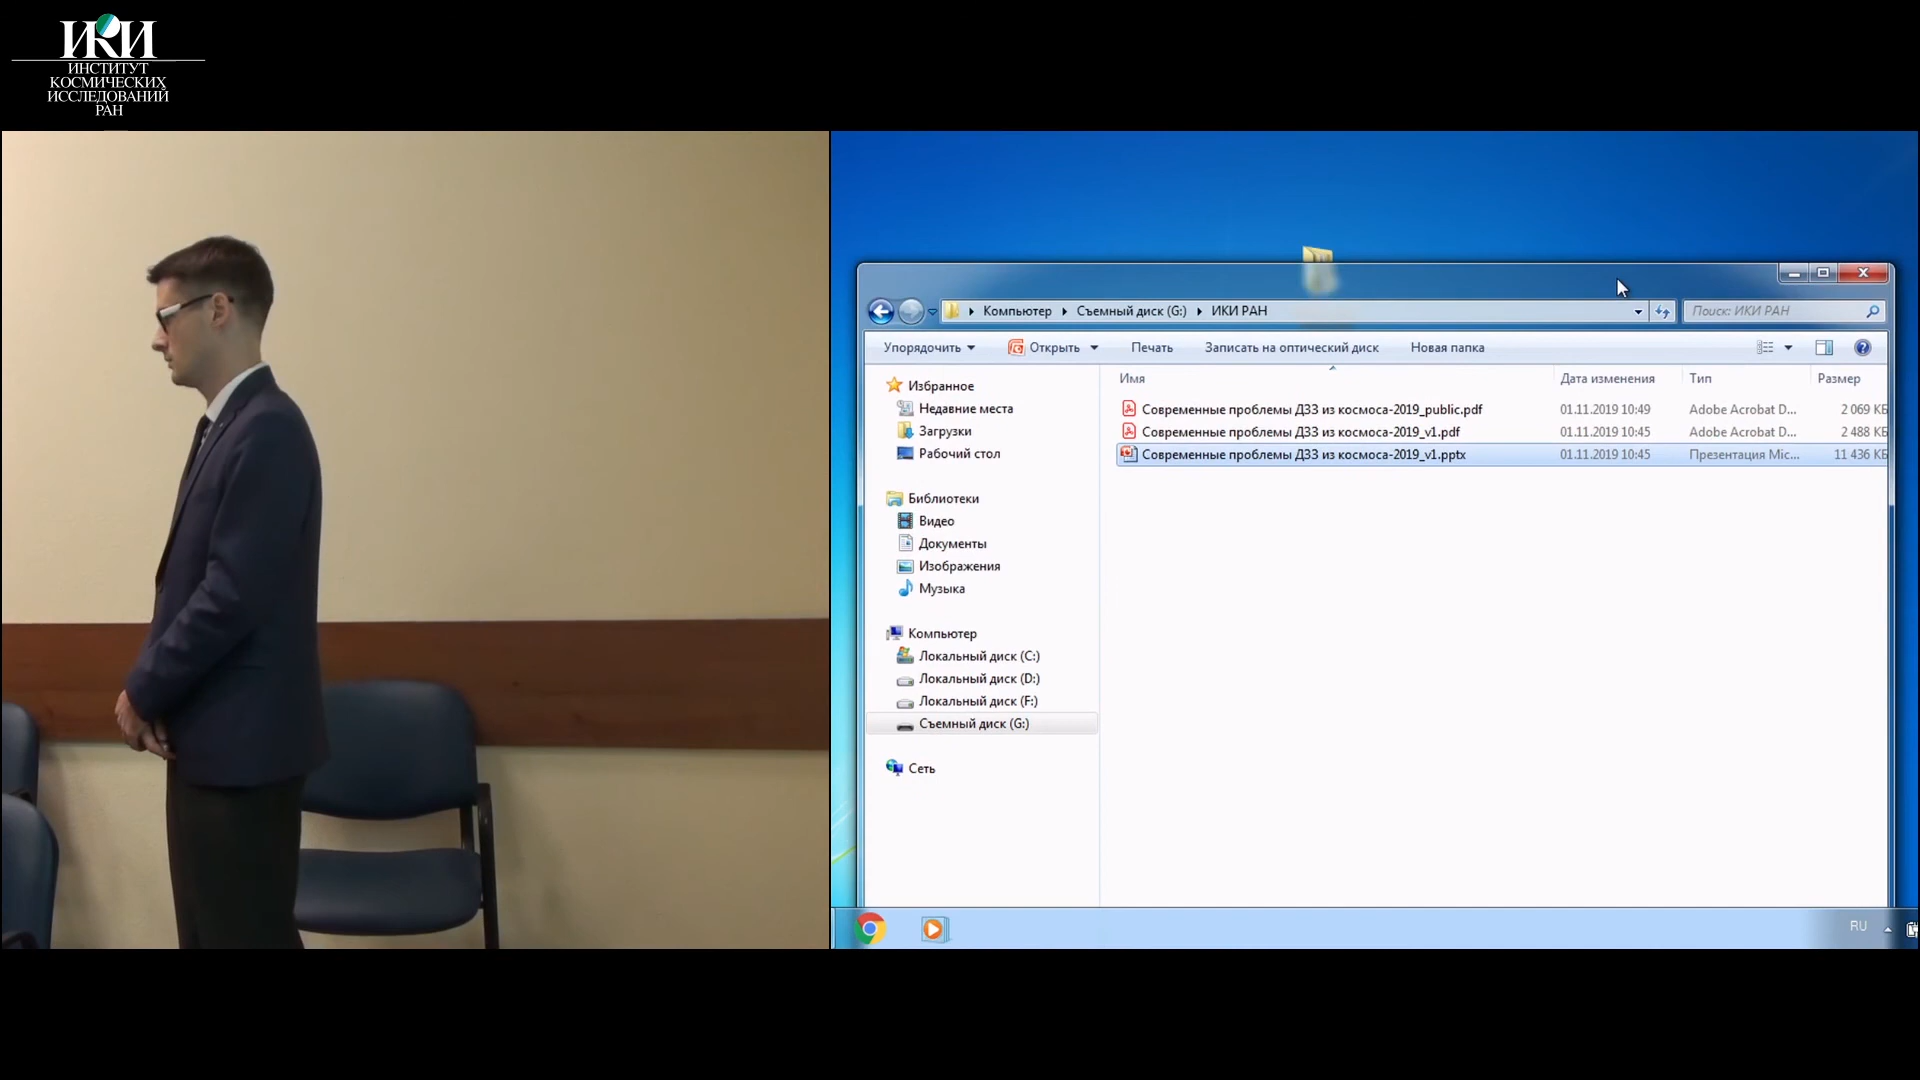 ИКИ
ИНСТИТУТ
КОСМИЧЕСКИХ
ИССЛЕДОВАНИЙ
РАН
Компьютер
Съемный диск (G:)
ИКИ РАН
Поиск: ИКИ РАН
Упорядочить
Открыть
Печать
Записать на оптический диск
Новая папка
Имя
Дата изменения
Тип
Размер
Современные проблемы ДЗЗ из космоса-2019_public.pdf 01.11.2019 10:49 Adobe Acrobat D... 2 069 КБ
Современные проблемы ДЗЗ из космоса-2019_v1.pdf 01.11.2019 10:45 Adobe Acrobat D... 2 488 КБ
Современные проблемы ДЗЗ из космоса-2019_v1.pptx 01.11.2019 10:45 Презентация Mic... 11 436 КБ
Избранное
Недавние места
Загрузки
Рабочий стол
Библиотеки
Видео
Документы
Изображения
Музыка
Компьютер
Локальный диск (C:)
Локальный диск (D:)
Локальный диск (F:)
Съемный диск (G:)
Сеть
RU